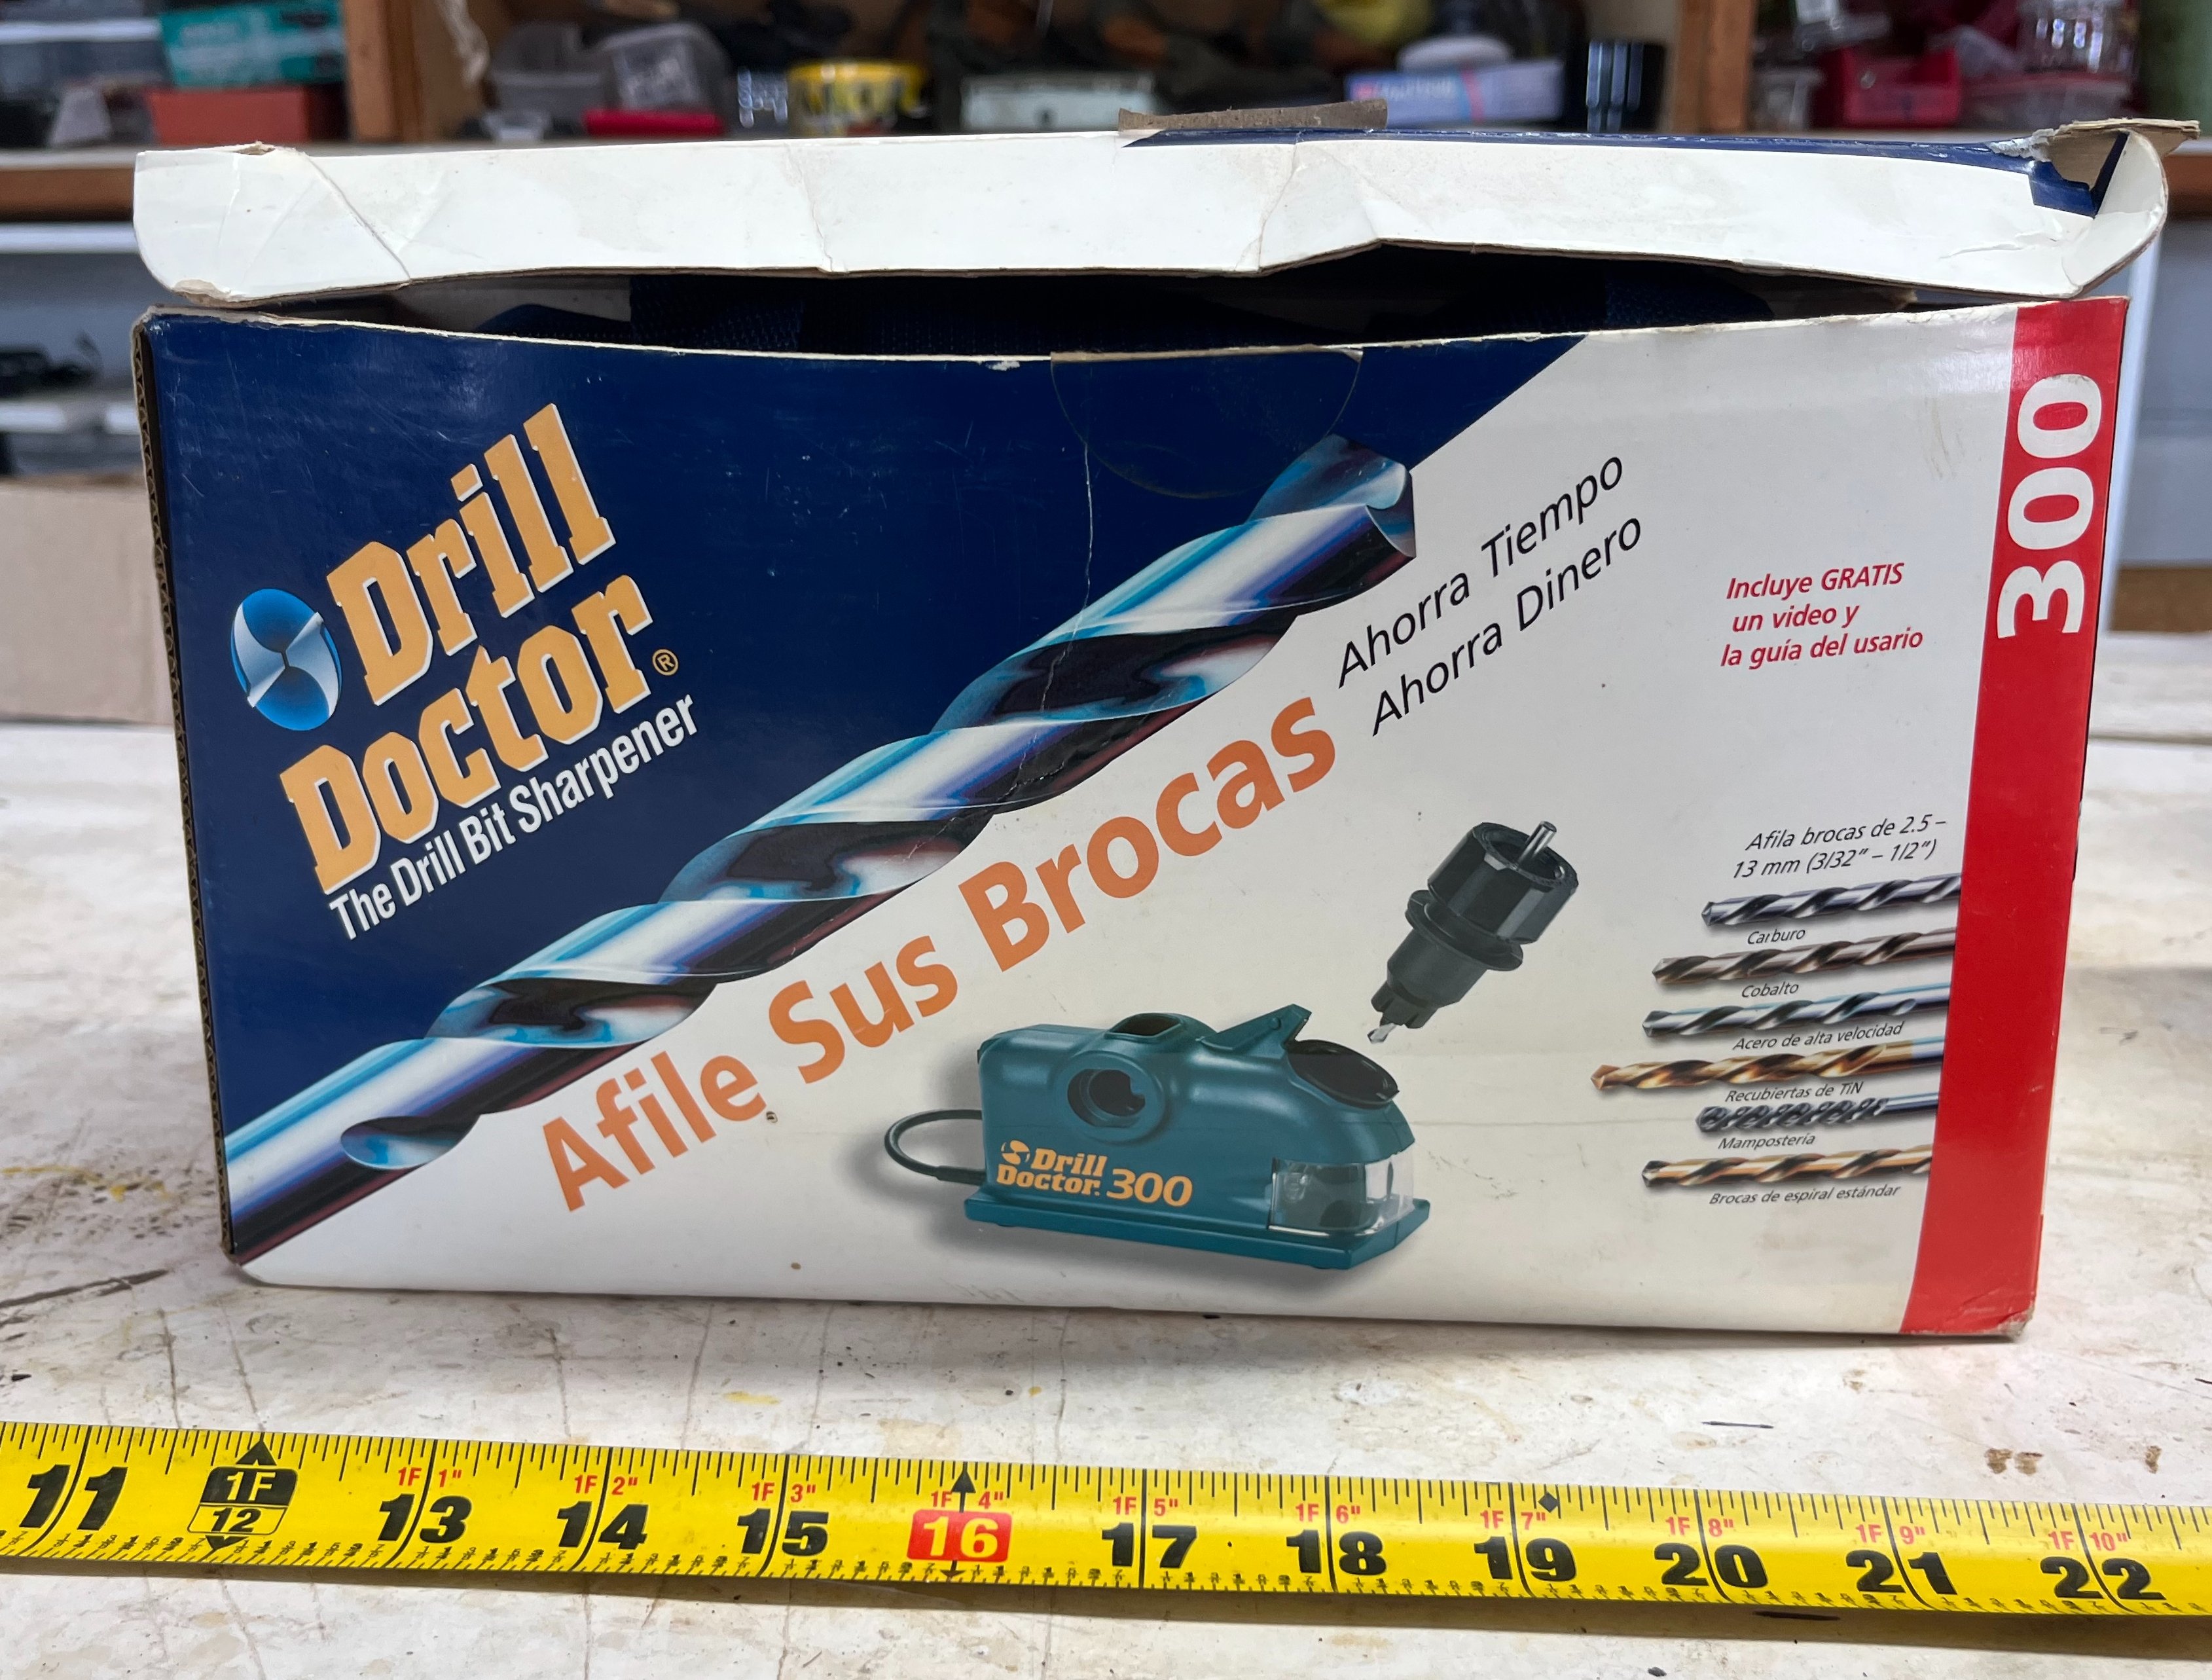 Drill
Doctor®
The Drill Bit Sharpener
Afile Sus Brocas
Ahorra Tiempo
Ahorra Dinero
Incluye GRATIS
un video y
la guía del usario
300
Afila brocas de 2.5 –
13 mm (3/32" – 1/2")
Carburo
Cobalto
Acero de alta velocidad
Recubiertas de TiN
Mampostería
Brocas de espiral estándar
Drill
Doctor. 300
1F 1" 1F 2" 1F 3" 1F 4" 1F 5" 1F 6" 1F 7" 1F 8" 1F 9" 1F 10"
11 1F 12 13 14 15 16 17 18 19 20 21 22